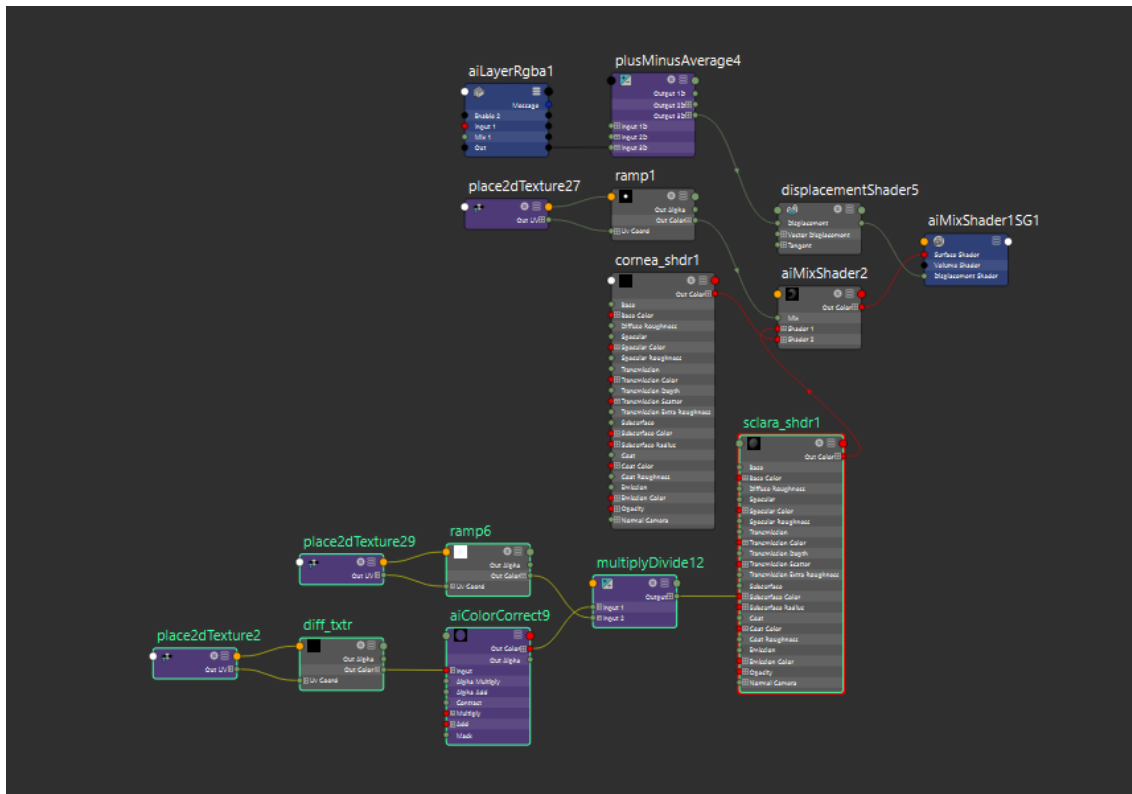 aiLayerRgba1
Message
Enable 2
Input 1
Mix 1
Out
plusMinusAverage4
Output 1D
Output 2D
Output 3D
Input 1D
Input 2D
Input 3D
place2dTexture27
Out UV
ramp1
Out Alpha
Out Color
Uv Coord
displacementShader5
Displacement
Vector Displacement
Tangent
aiMixShader1SG1
Surface Shader
Volume Shader
Displacement Shader
aiMixShader2
Out Color
Mix
Shader 1
Shader 2
cornea_shdr1
Out Color
Base
Base Color
Diffuse Roughness
Specular
Specular Color
Specular Roughness
Transmission
Transmission Color
Transmission Depth
Transmission Scatter
Transmission Extra Roughness
Subsurface
Subsurface Color
Subsurface Radius
Coat
Coat Color
Coat Roughness
Emission
Emission Color
Opacity
Normal Camera
sclara_shdr1
Out Color
Base
Base Color
Diffuse Roughness
Specular
Specular Color
Specular Roughness
Transmission
Transmission Color
Transmission Depth
Transmission Scatter
Transmission Extra Roughness
Subsurface
Subsurface Color
Subsurface Radius
Coat
Coat Color
Coat Roughness
Emission
Emission Color
Opacity
Normal Camera
place2dTexture29
Out UV
ramp6
Out Alpha
Out Color
Uv Coord
multiplyDivide12
Output
Input 1
Input 2
place2dTexture2
Out UV
diff_txtr
Out Alpha
Out Color
Uv Coord
aiColorCorrect9
Out Color
Out Alpha
Input
Alpha Multiply
Alpha Add
Contrast
Multiply
Add
Mask